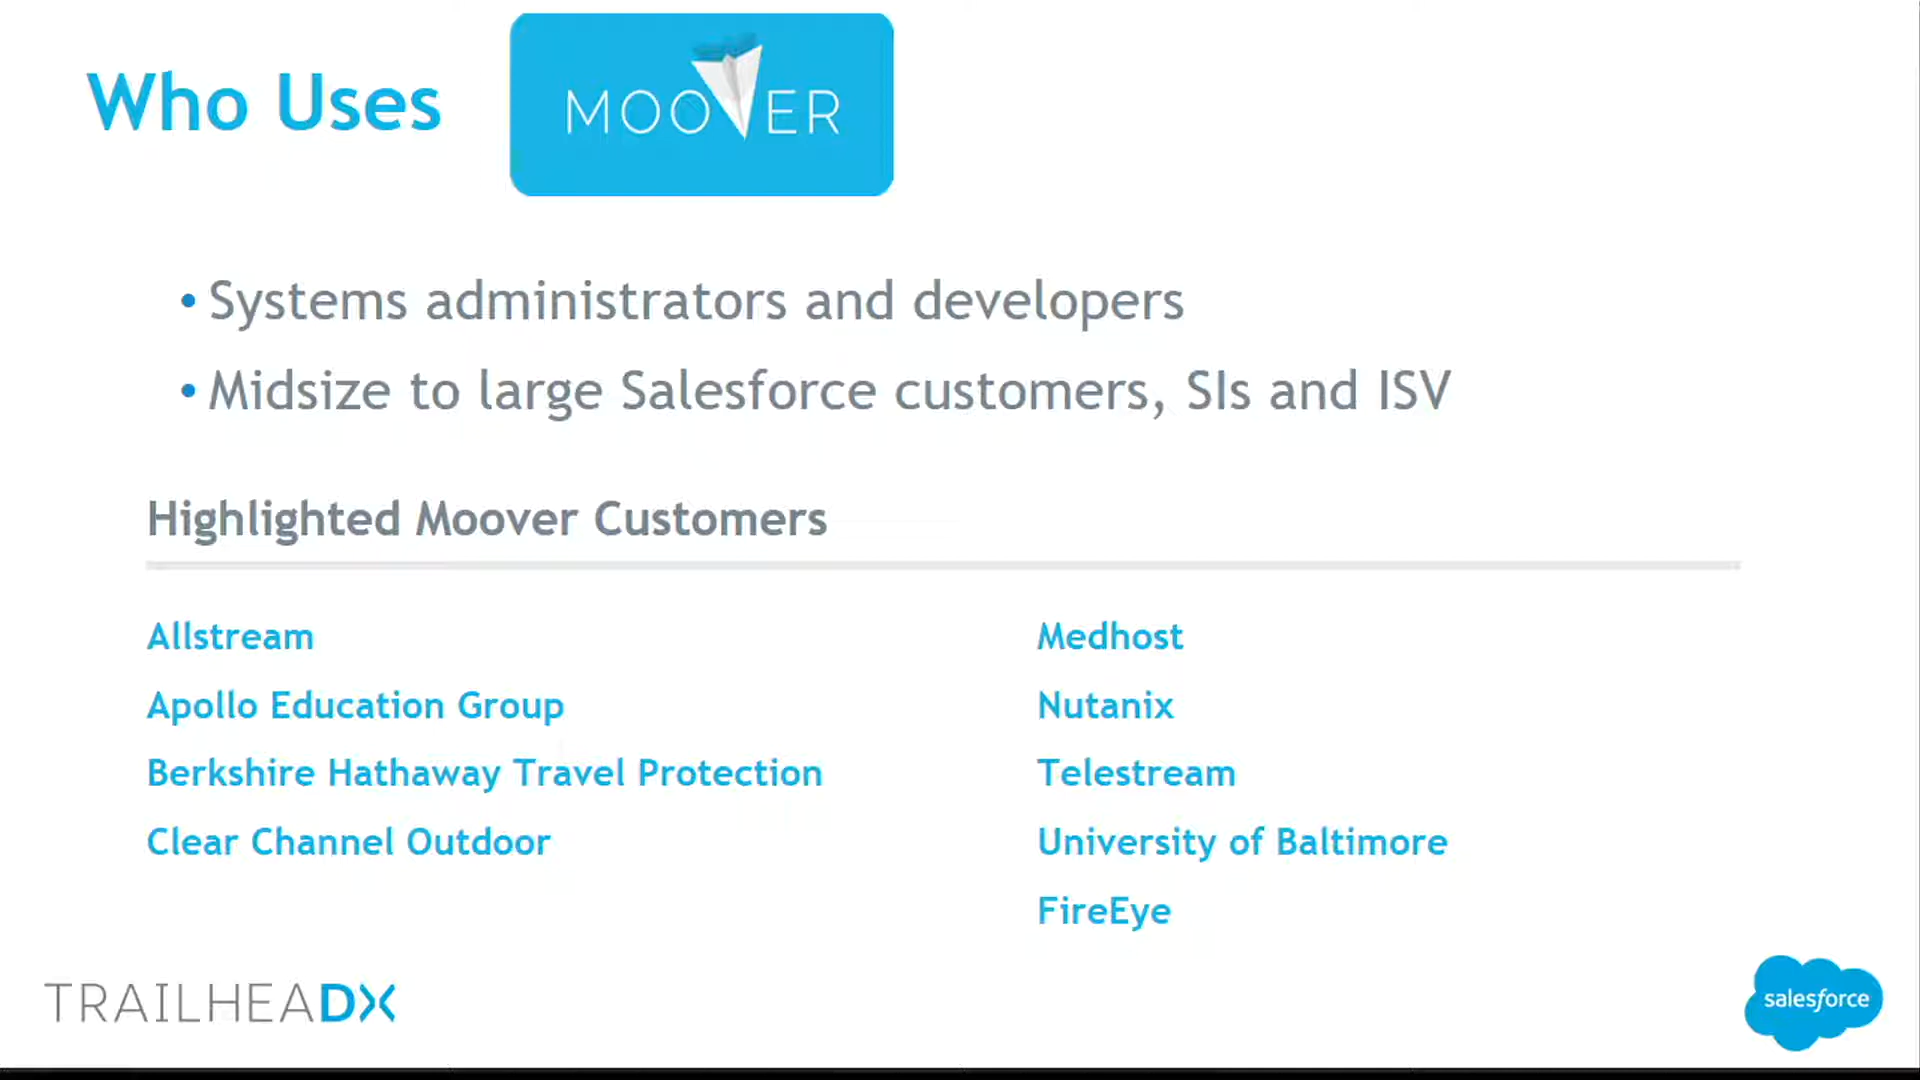 Who Uses
MOOVER
• Systems administrators and developers
• Midsize to large Salesforce customers, SIs and ISV
Highlighted Moover Customers
Allstream
Apollo Education Group
Berkshire Hathaway Travel Protection
Clear Channel Outdoor
Medhost
Nutanix
Telestream
University of Baltimore
FireEye
TRAILHEADX
salesforce